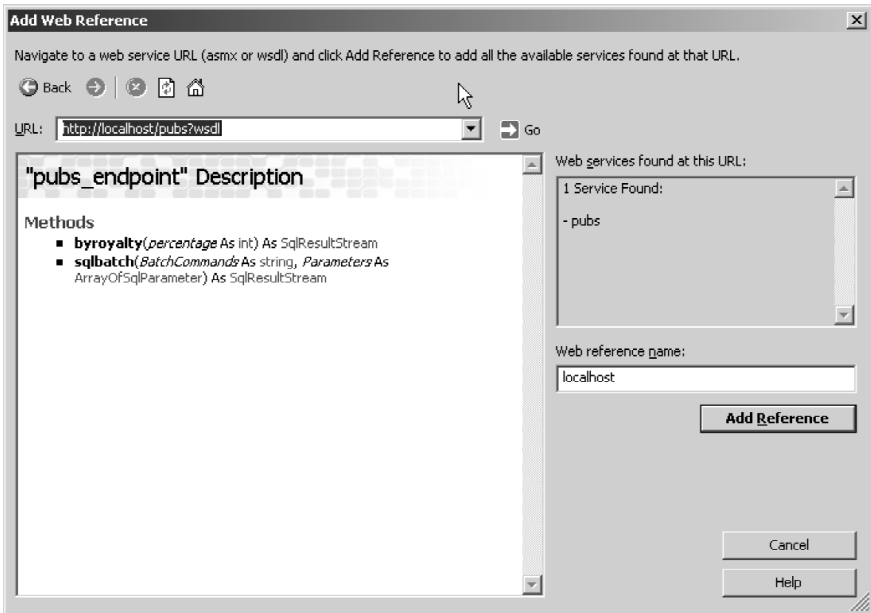 Add Web Reference
Navigate to a web service URL (asmx or wsdl) and click Add Reference to add all the available services found at that URL.
Back
URL: http://localhost/pubs?wsdl Go
"pubs_endpoint" Description
Methods
byroyalty(percentage As int) As SqlResultStream
sqlbatch(BatchCommands As string, Parameters As
ArrayOfSqlParameter) As SqlResultStream
Web services found at this URL:
1 Service Found:
- pubs
Web reference name:
localhost
Add Reference
Cancel
Help